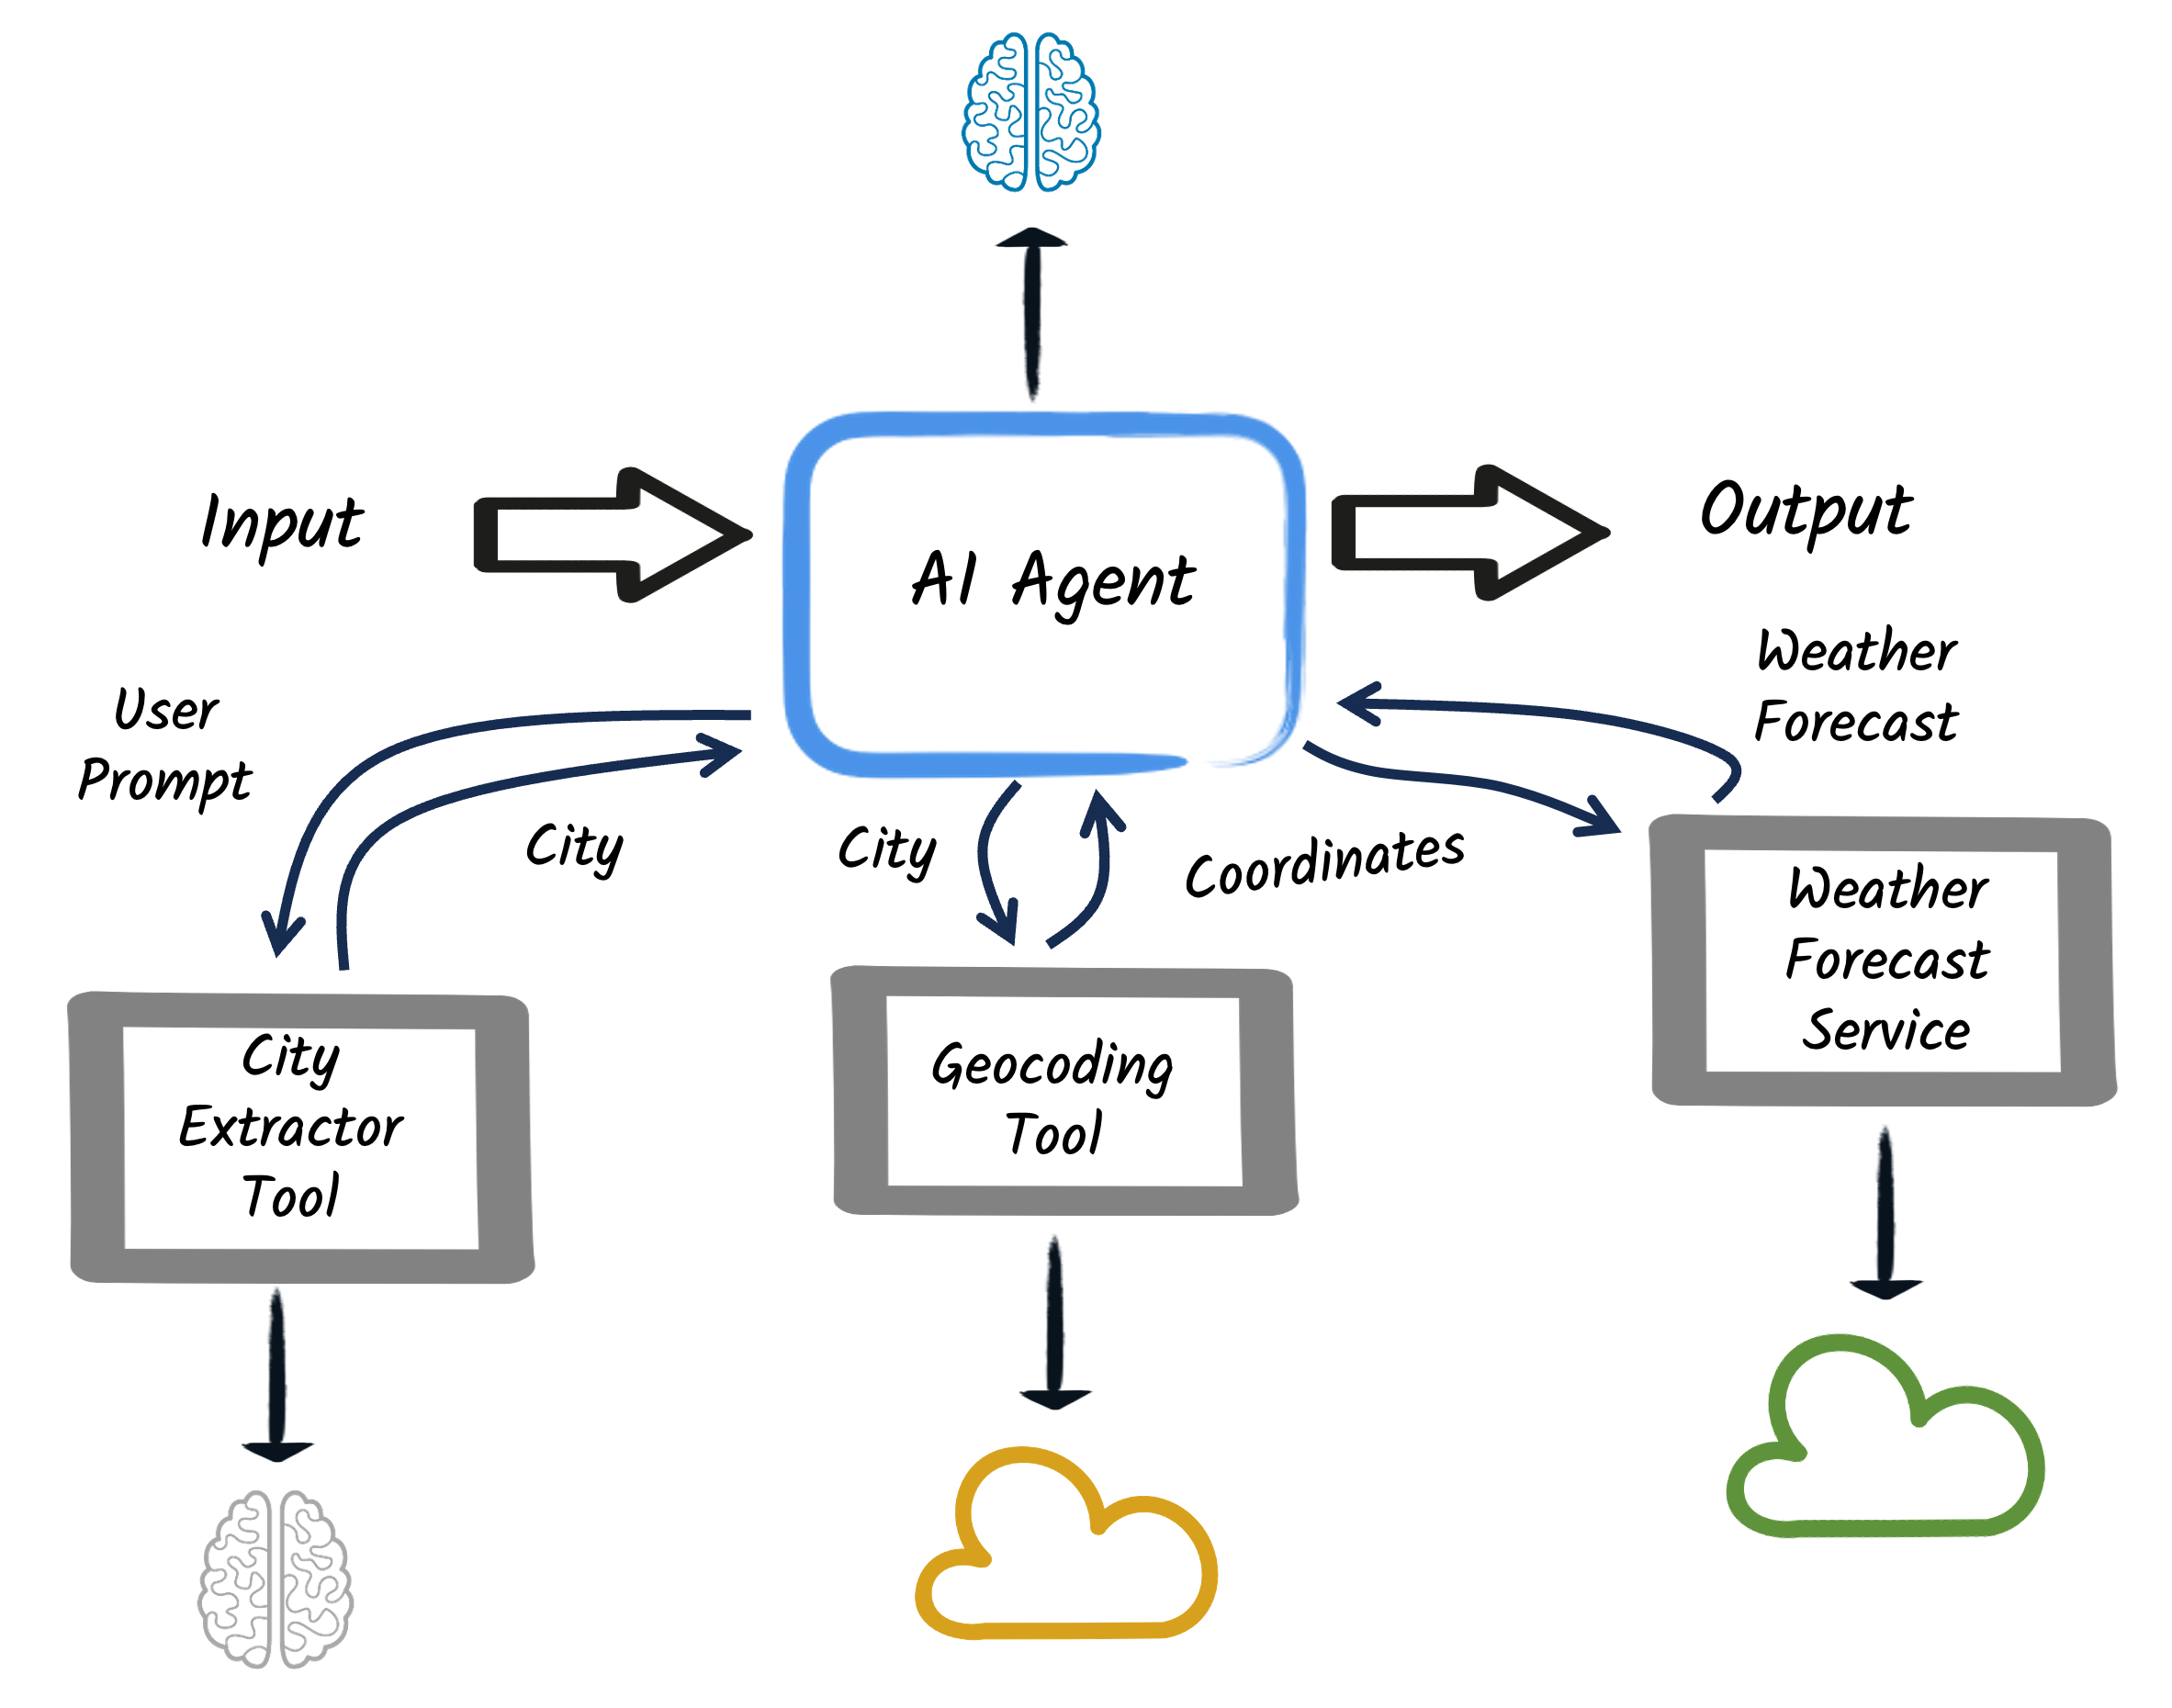 Input
AI Agent
Output
User
Prompt
City
City
Coordinates
Weather
Forecast
City
Extractor
Tool
Geocoding
Tool
Weather
Forecast
Service